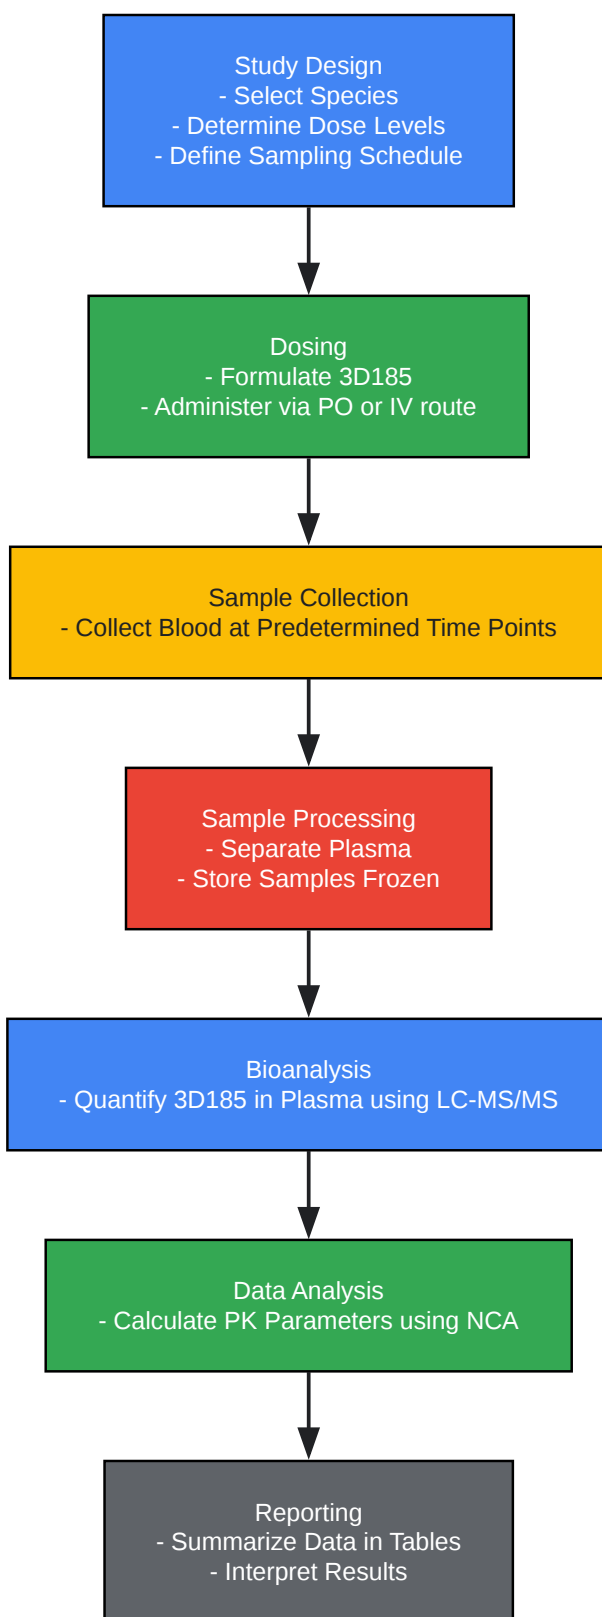 Study Design
- Select Species
- Determine Dose Levels
- Define Sampling Schedule
Dosing
- Formulate 3D185
- Administer via PO or IV route
Sample Collection
- Collect Blood at Predetermined Time Points
Sample Processing
- Separate Plasma
- Store Samples Frozen
Bioanalysis
- Quantify 3D185 in Plasma using LC-MS/MS
Data Analysis
- Calculate PK Parameters using NCA
Reporting
- Summarize Data in Tables
- Interpret Results